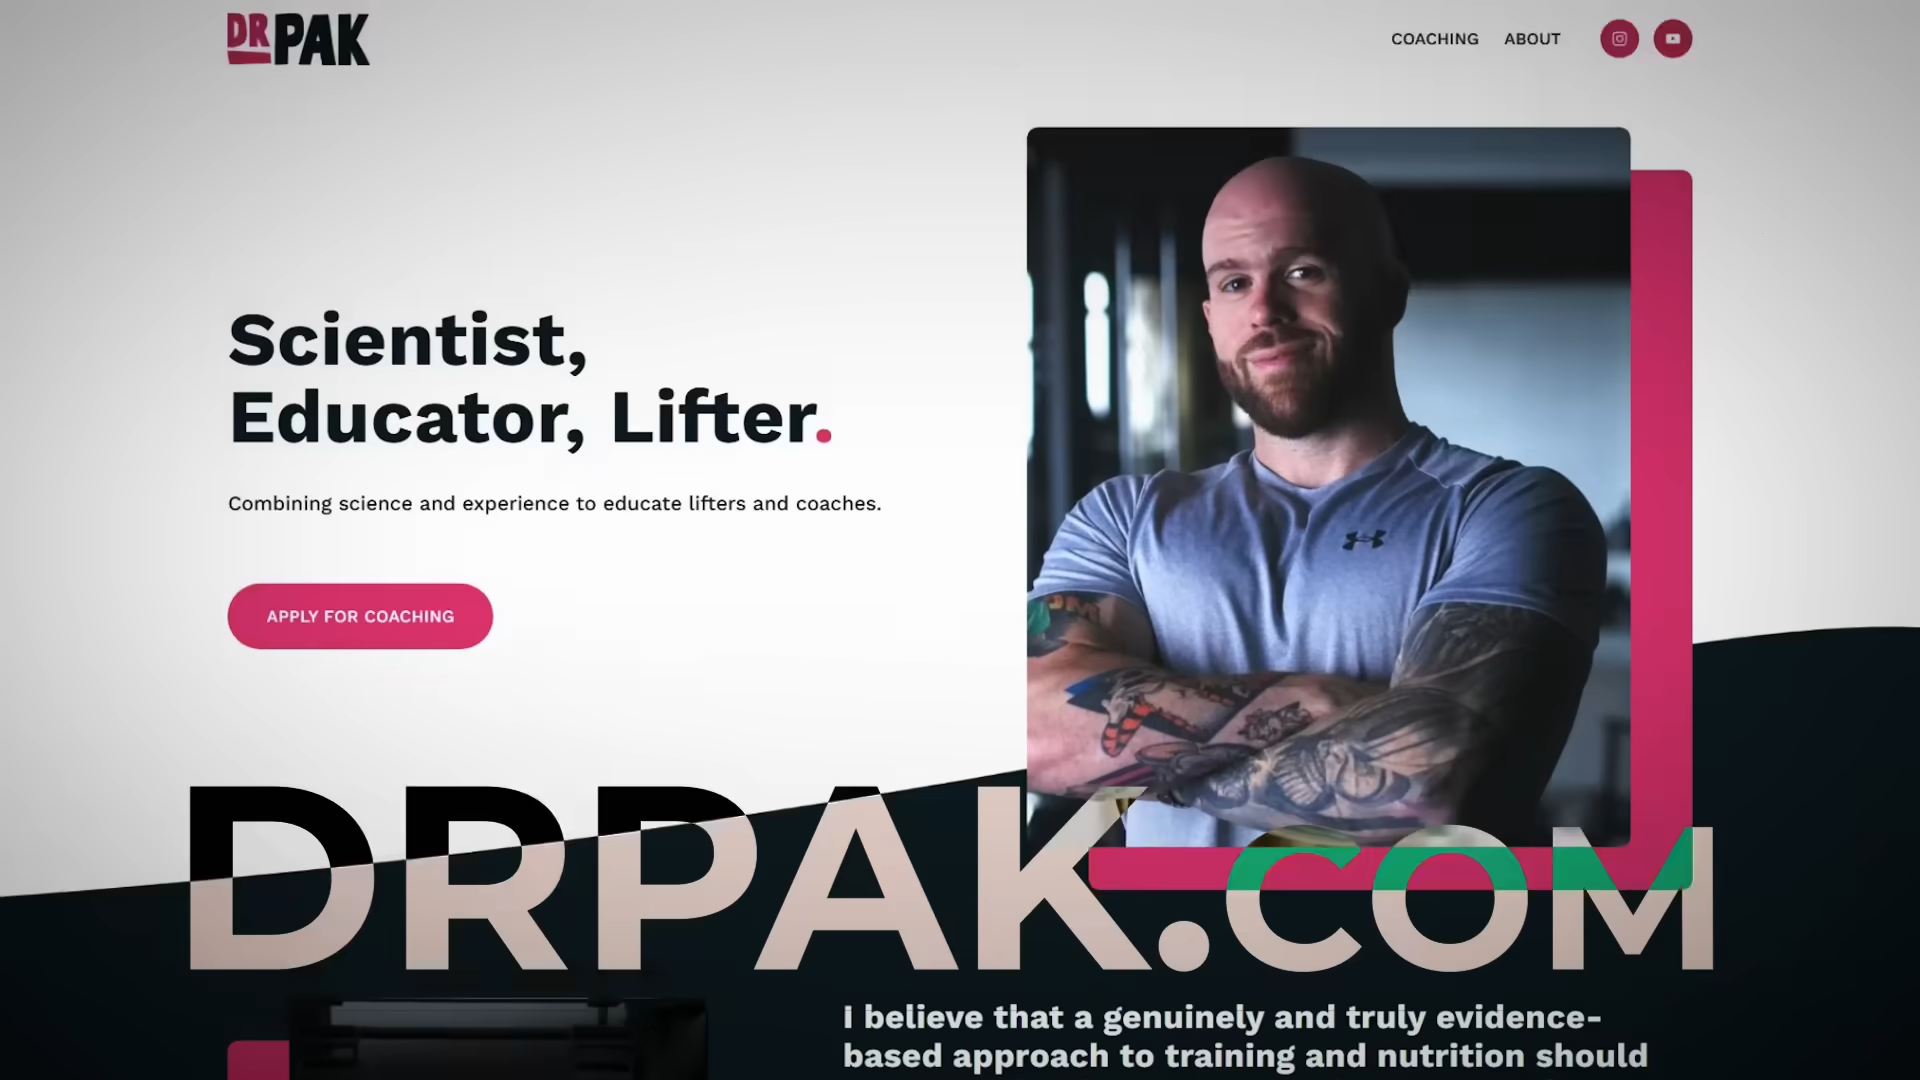 DRPAK
COACHING ABOUT
Scientist,
Educator, Lifter.
Combining science and experience to educate lifters and coaches.
APPLY FOR COACHING
DRPAK.COM
I believe that a genuinely and truly evidence-
based approach to training and nutrition should